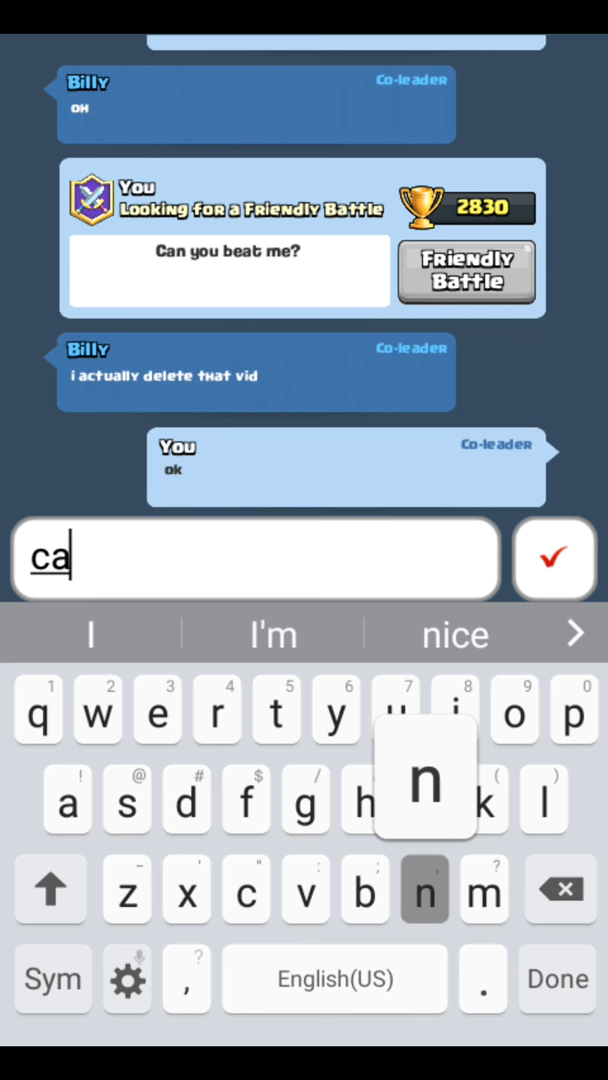 Billy Co-leader
OH
You
Looking for a Friendly Battle
2830
Can you beat me?
Friendly
Battle
Billy Co-leader
i actually delete that vid
You Co-leader
ok
ca
I I'm nice >
1 2 3 4 5 6 7 8 9 0
q w e r t y u i o p
! @ # $ / ( )
a s d f g h k l
n
- ' " : ; , ?
z x c v b n m
?
Sym , English(US) . Done